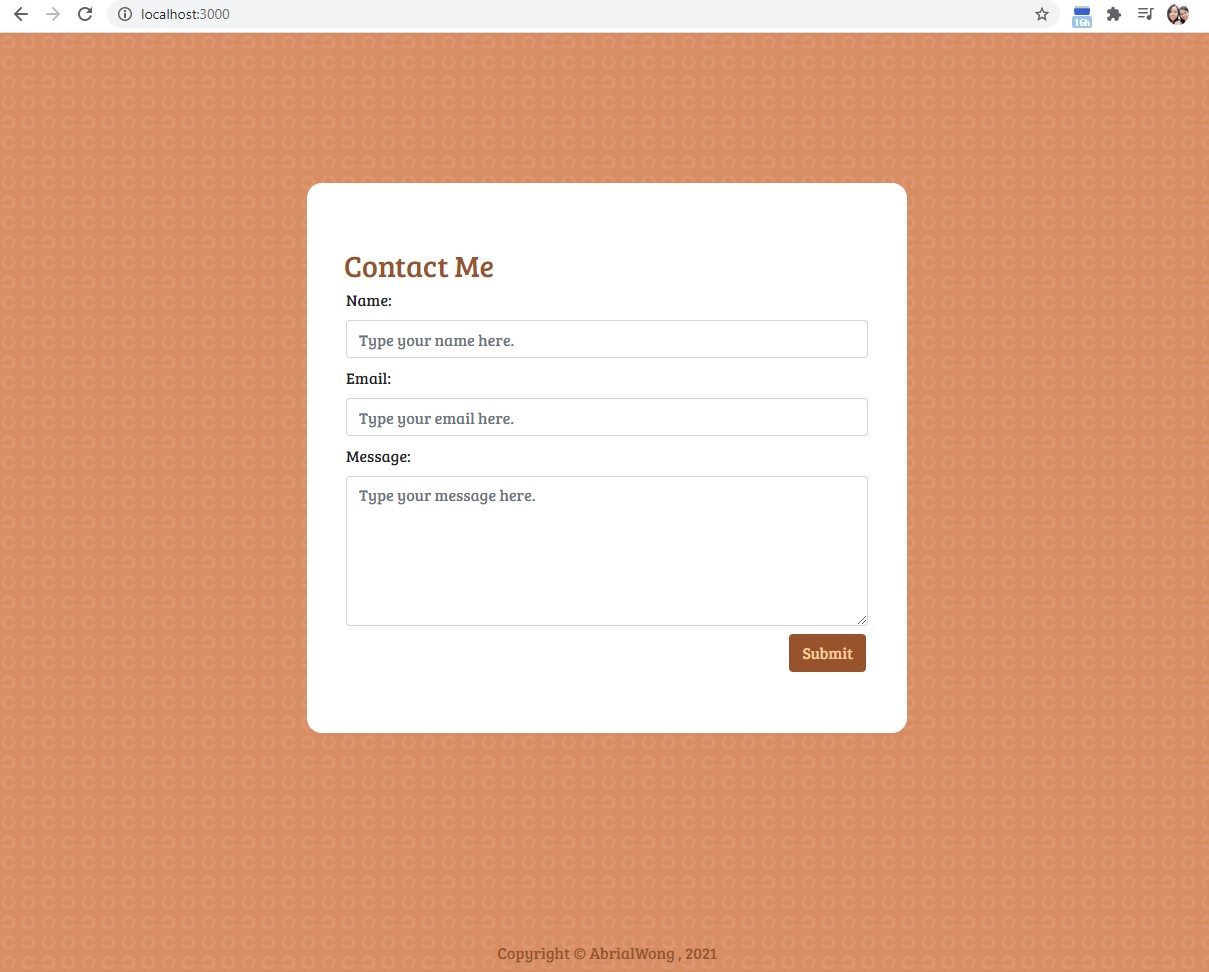 localhost:3000
16h
Contact Me
Name:
Type your name here.
Email:
Type your email here.
Message:
Type your message here.
Submit
Copyright © AbrialWong , 2021